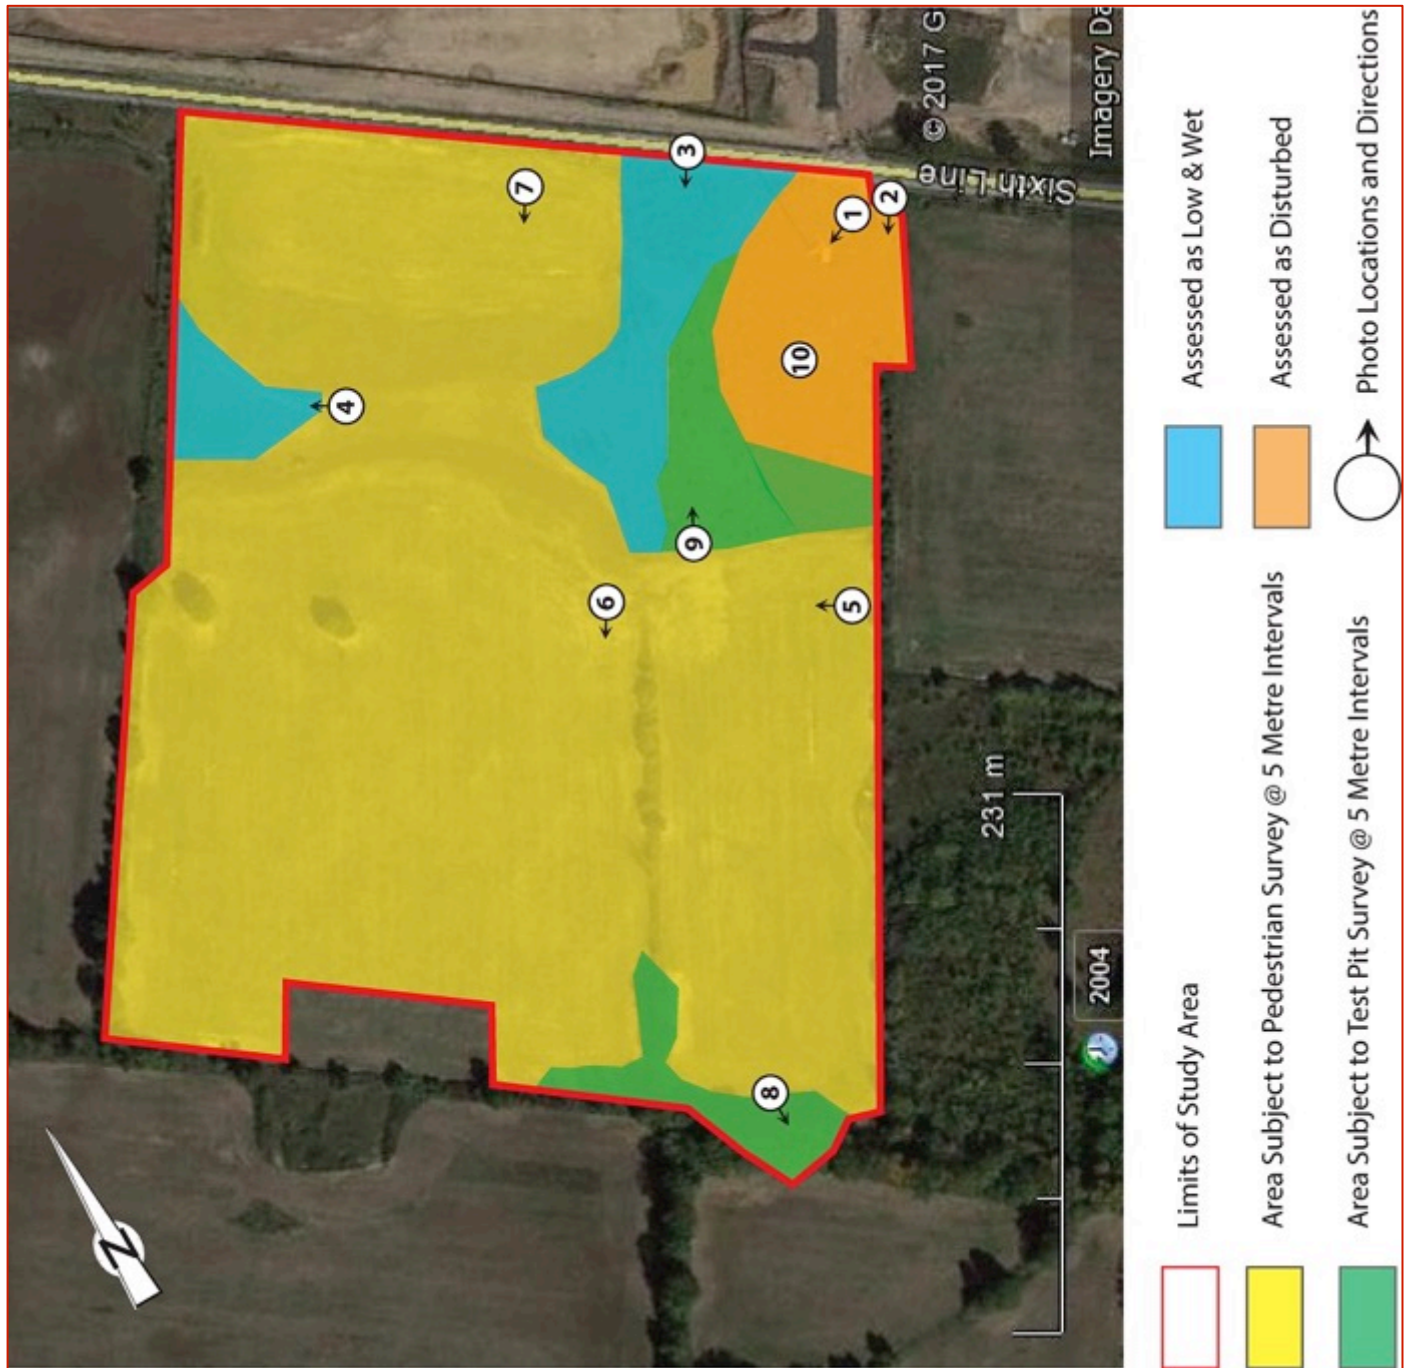 © 2017 G
Imagery Da
Sixth Line
1
2
3
4
5
6
7
8
9
10
N
231 m
2004
Limits of Study Area
Area Subject to Pedestrian Survey @ 5 Metre Intervals
Area Subject to Test Pit Survey @ 5 Metre Intervals
Assessed as Low & Wet
Assessed as Disturbed
Photo Locations and Directions